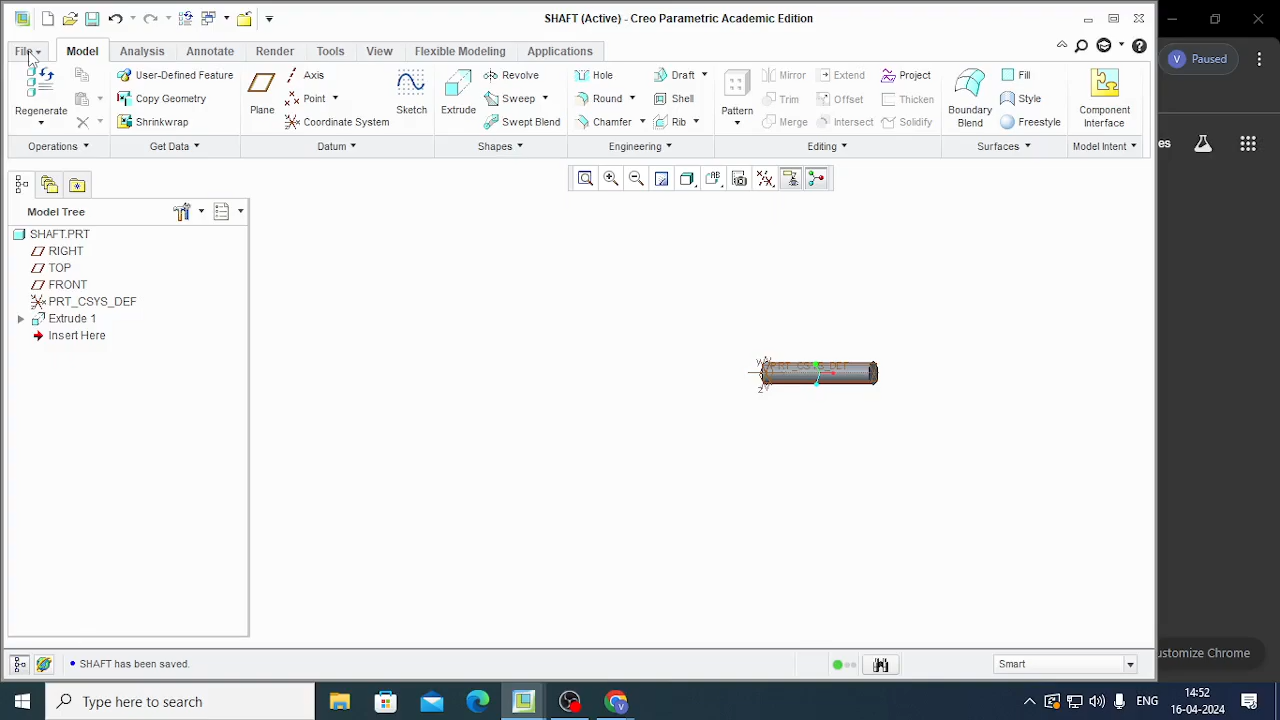 SHAFT (Active) - Creo Parametric Academic Edition
File Model Analysis Annotate Render Tools View Flexible Modeling Applications
Paused
User-Defined Feature Axis Revolve Hole Draft Mirror Extend Project Fill
Copy Geometry Point Sweep Round Shell Trim Offset Thicken Style
Regenerate Plane Sketch Extrude Pattern Boundary Blend Component Interface
Shrinkwrap Coordinate System Swept Blend Chamfer Rib Merge Intersect Solidify Freestyle
Operations Get Data Datum Shapes Engineering Editing Surfaces Model Intent
es
Model Tree
SHAFT.PRT
RIGHT
TOP
FRONT
PRT_CSYS_DEF
Extrude 1
Insert Here
PRT_CSYS_DEF
Z
SHAFT has been saved.
Smart
ustomize Chrome
Type here to search
V
ENG
14:52
16-04-2024